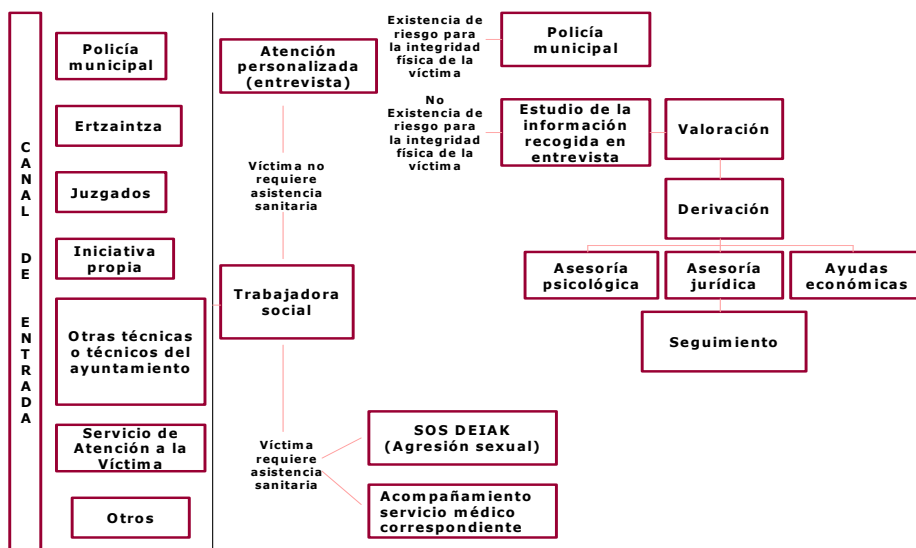 CANAL DE ENTRADA
Policía
municipal
Ertzaintza
Juzgados
Iniciativa
propia
Otras técnicas
o técnicos del
ayuntamiento
Servicio de
Atención a la
Víctima
Otros
Atención
personalizada
(entrevista)
Víctima no
requiere
asistencia
sanitaria
Trabajadora
social
Víctima
requiere
asistencia
sanitaria
Existencia de
riesgo para
la integridad
física de la
víctima
Policía
municipal
No
Existencia de
riesgo para
la integridad
física de la
víctima
Estudio de la
información
recogida en
entrevista
Valoración
Derivación
Asesoría
psicológica
Asesoría
jurídica
Ayudas
económicas
Seguimiento
SOS DEIAK
(Agresión sexual)
Acompañamiento
servicio médico
correspondiente